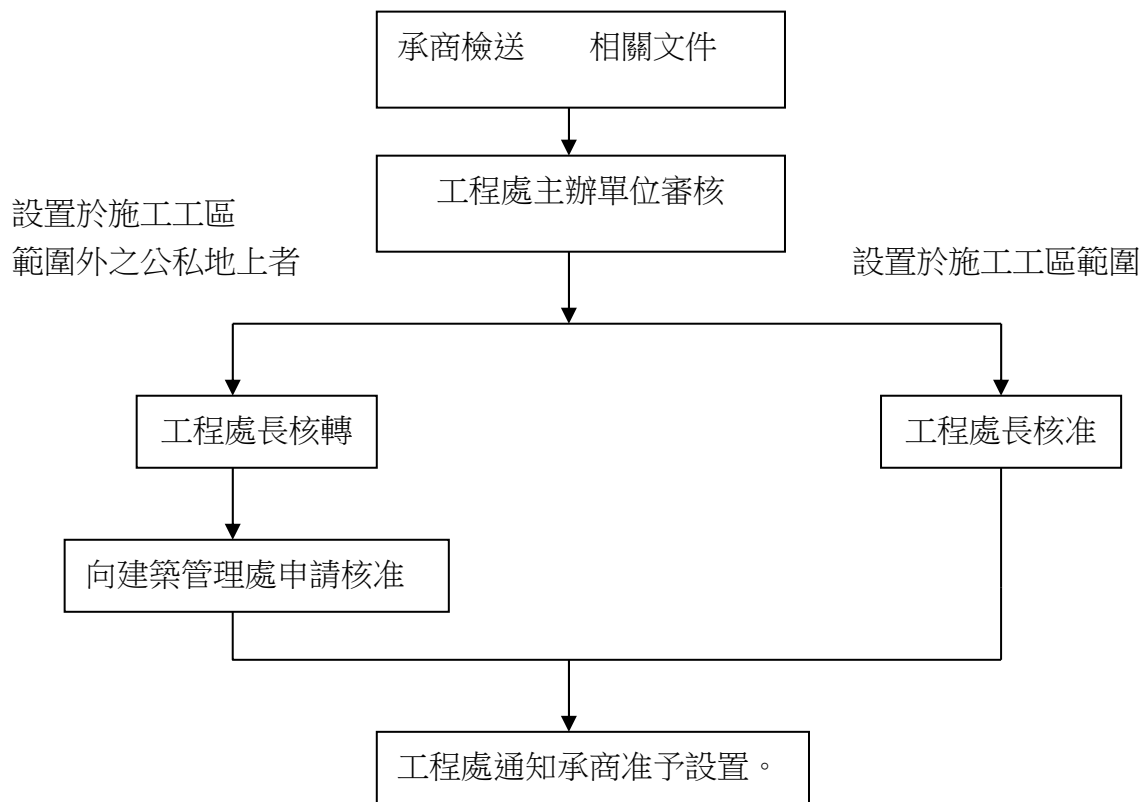 承商檢送　　相關文件
工程處主辦單位審核
設置於施工工區
範圍外之公私地上者
設置於施工工區範圍
工程處長核轉
工程處長核准
向建築管理處申請核准
工程處通知承商准予設置。